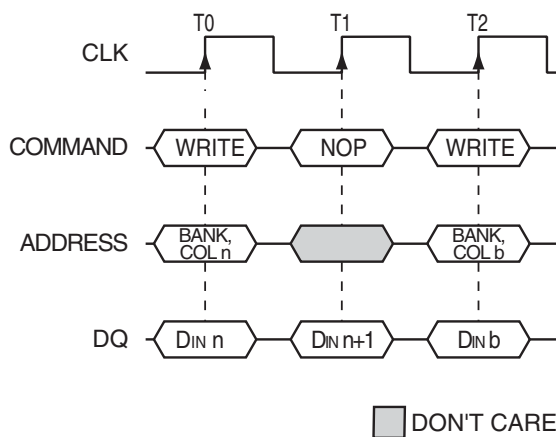 T0 T1 T2
CLK
COMMAND WRITE NOP WRITE
ADDRESS BANK, COL n BANK, COL b
DQ DIN n DIN n+1 DIN b
DON'T CARE